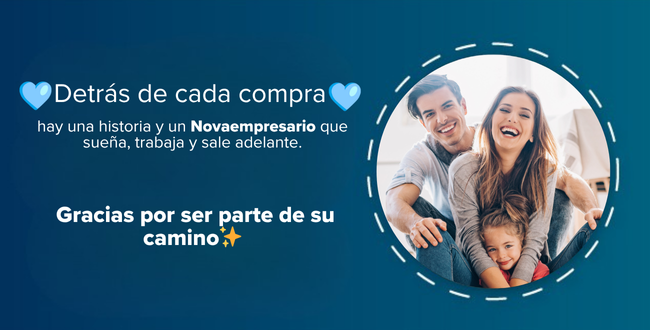 🩵Detrás de cada compra🩵
hay una historia y un Novaempresario que
sueña, trabaja y sale adelante.
Gracias por ser parte de su
camino✨